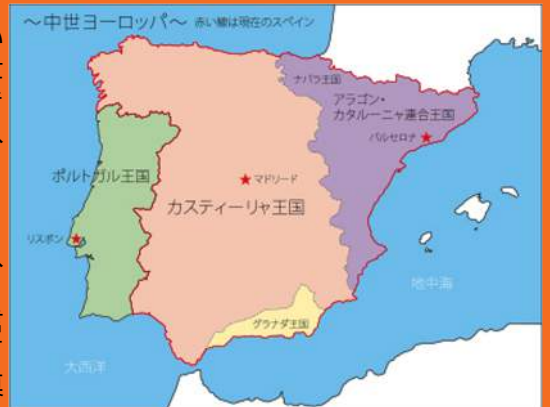 ～中世ヨーロッパ～ 赤い線は現在のスペイン
ナバラ王国
アラゴン・
カタルーニャ連合王国
バルセロナ
ポルトガル王国
マドリード
カスティーリャ王国
リスボン
地中海
グラナダ王国
大西洋